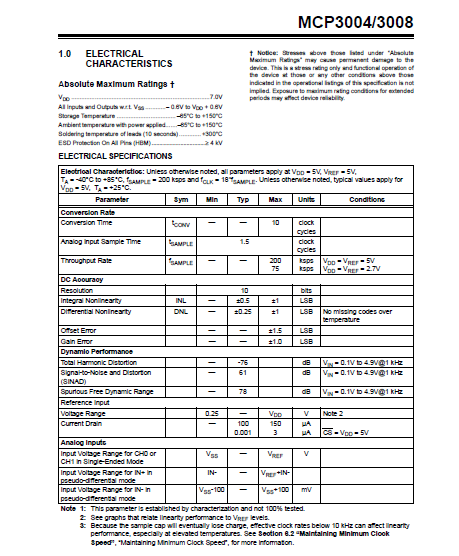 MCP3004/3008
1.0 ELECTRICAL
CHARACTERISTICS
Absolute Maximum Ratings †
VDD ........................................................................7.0V
All Inputs and Outputs w.r.t. VSS ............. – 0.6V to VDD + 0.6V
Storage Temperature ..............................–65°C to +150°C
Ambient temperature with power applied.......–65°C to +150°C
Soldering temperature of leads (10 seconds) .............+300°C
ESD Protection On All Pins (HBM)...............................≥ 4 kV
† Notice: Stresses above those listed under "Absolute
Maximum Ratings" may cause permanent damage to the
device. This is a stress rating only and functional operation of
the device at those or any other conditions above those
indicated in the operational listings of this specification is not
implied. Exposure to maximum rating conditions for extended
periods may affect device reliability.
ELECTRICAL SPECIFICATIONS
Electrical Characteristics: Unless otherwise noted, all parameters apply at VDD = 5V, VREF = 5V,
TA = -40°C to +85°C, fSAMPLE = 200 ksps and fCLK = 18*fSAMPLE. Unless otherwise noted, typical values apply for
VDD = 5V, TA = +25°C.
Parameter Sym Min Typ Max Units Conditions
Conversion Rate
Conversion Time tCONV — — 10 clock
cycles
Analog Input Sample Time tSAMPLE 1.5 clock
cycles
Throughput Rate fSAMPLE — — 200 ksps VDD = VREF = 5V
75 ksps VDD = VREF = 2.7V
DC Accuracy
Resolution 10 bits
Integral Nonlinearity INL — ±0.5 ±1 LSB
Differential Nonlinearity DNL — ±0.25 ±1 LSB No missing codes over
temperature
Offset Error — — ±1.5 LSB
Gain Error — — ±1.0 LSB
Dynamic Performance
Total Harmonic Distortion — -76 dB VIN = 0.1V to 4.9V@1 kHz
Signal-to-Noise and Distortion — 61 dB VIN = 0.1V to 4.9V@1 kHz
(SINAD)
Spurious Free Dynamic Range — 78 dB VIN = 0.1V to 4.9V@1 kHz
Reference Input
Voltage Range 0.25 — VDD V Note 2
Current Drain — 100 150 µA
0.001 3 µA CS = VDD = 5V
Analog Inputs
Input Voltage Range for CH0 or VSS — VREF V
CH1 in Single-Ended Mode
Input Voltage Range for IN+ in IN- — VREF+IN-
pseudo-differential mode
Input Voltage Range for IN- in VSS-100 — VSS+100 mV
pseudo-differential mode
Note 1: This parameter is established by characterization and not 100% tested.
2: See graphs that relate linearity performance to VREF levels.
3: Because the sample cap will eventually lose charge, effective clock rates below 10 kHz can affect linearity
performance, especially at elevated temperatures. See Section 6.2 "Maintaining Minimum Clock
Speed", "Maintaining Minimum Clock Speed", for more information.